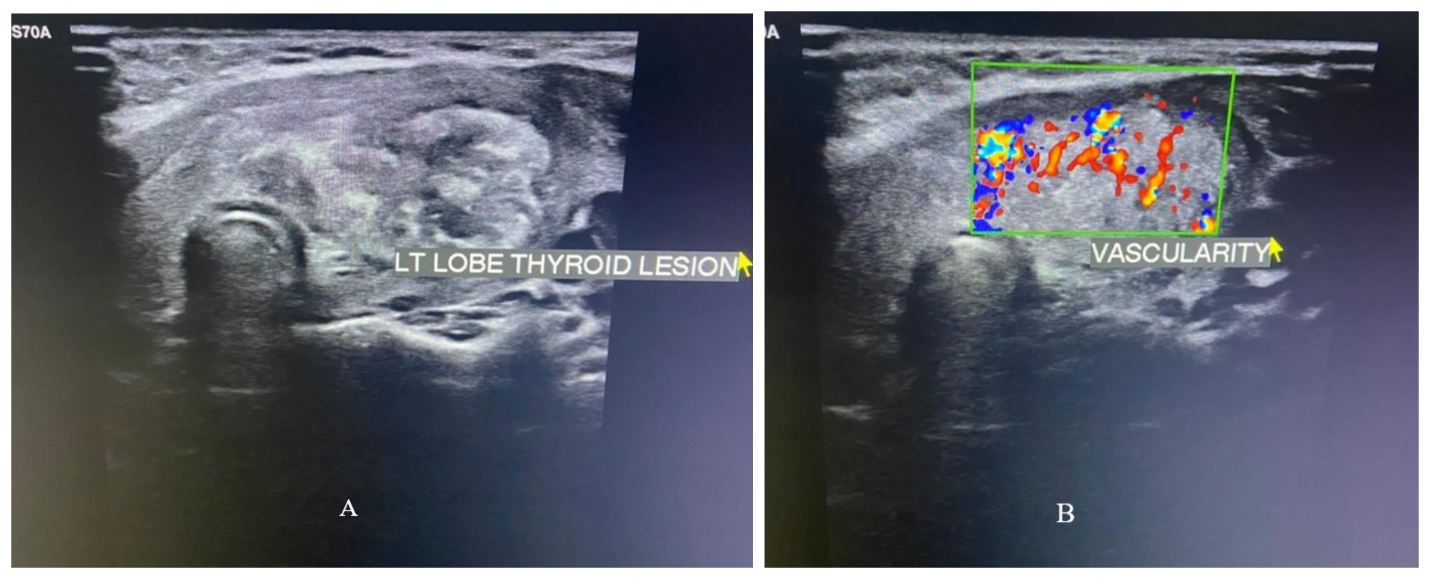 S70A
LT LOBE THYROID LESION
A
A
VASCULARITY
B